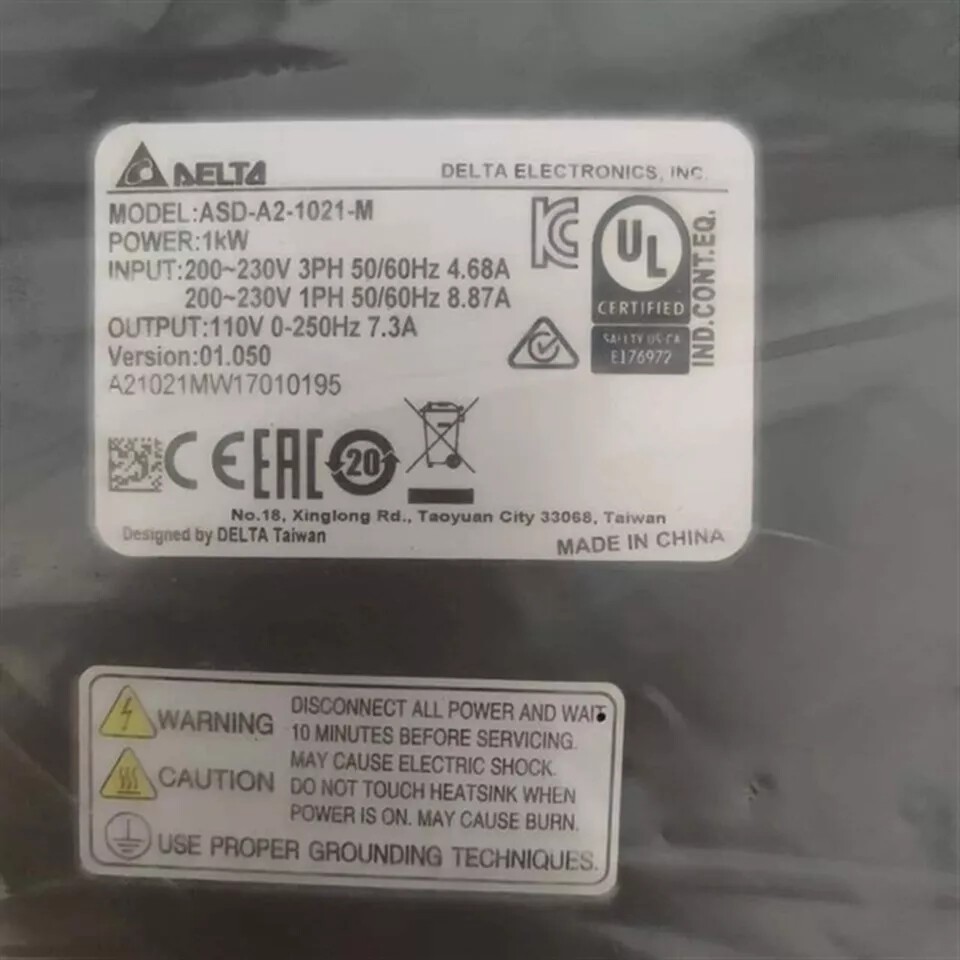 DELTA
DELTA ELECTRONICS, INC.
MODEL:ASD-A2-1021-M
POWER:1kW
INPUT:200~230V 3PH 50/60Hz 4.68A
200~230V 1PH 50/60Hz 8.87A
OUTPUT:110V 0-250Hz 7.3A
Version:01.050
A21021MW17010195
KC
UL
CERTIFIED
SAFETY US-CA
E176972
IND.CONT.EQ.
CE EAC 20
No.18, Xinglong Rd., Taoyuan City 33068, Taiwan
Designed by DELTA Taiwan
MADE IN CHINA
WARNING
DISCONNECT ALL POWER AND WAIT
10 MINUTES BEFORE SERVICING.
MAY CAUSE ELECTRIC SHOCK.
CAUTION
DO NOT TOUCH HEATSINK WHEN
POWER IS ON. MAY CAUSE BURN.
USE PROPER GROUNDING TECHNIQUES.